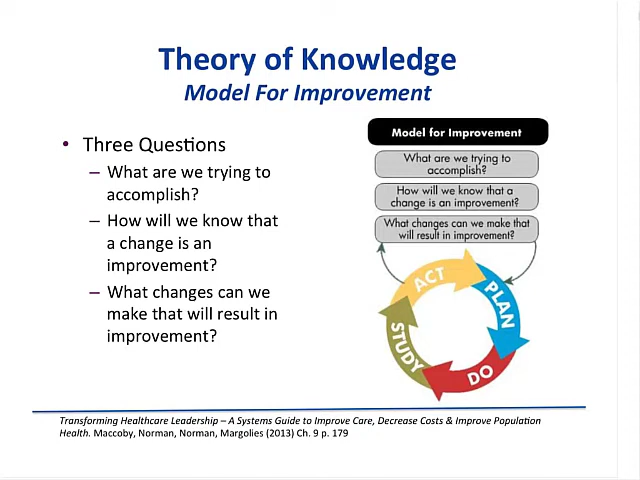 Theory of Knowledge
Model For Improvement
• Three Questions
– What are we trying to
accomplish?
– How will we know that
a change is an
improvement?
– What changes can we
make that will result in
improvement?
Model for Improvement
What are we trying to
accomplish?
How will we know that a
change is an improvement?
What changes can we make that
will result in improvement?
ACT
PLAN
DO
STUDY
Transforming Healthcare Leadership – A Systems Guide to Improve Care, Decrease Costs & Improve Population
Health. Maccoby, Norman, Norman, Margolies (2013) Ch. 9 p. 179